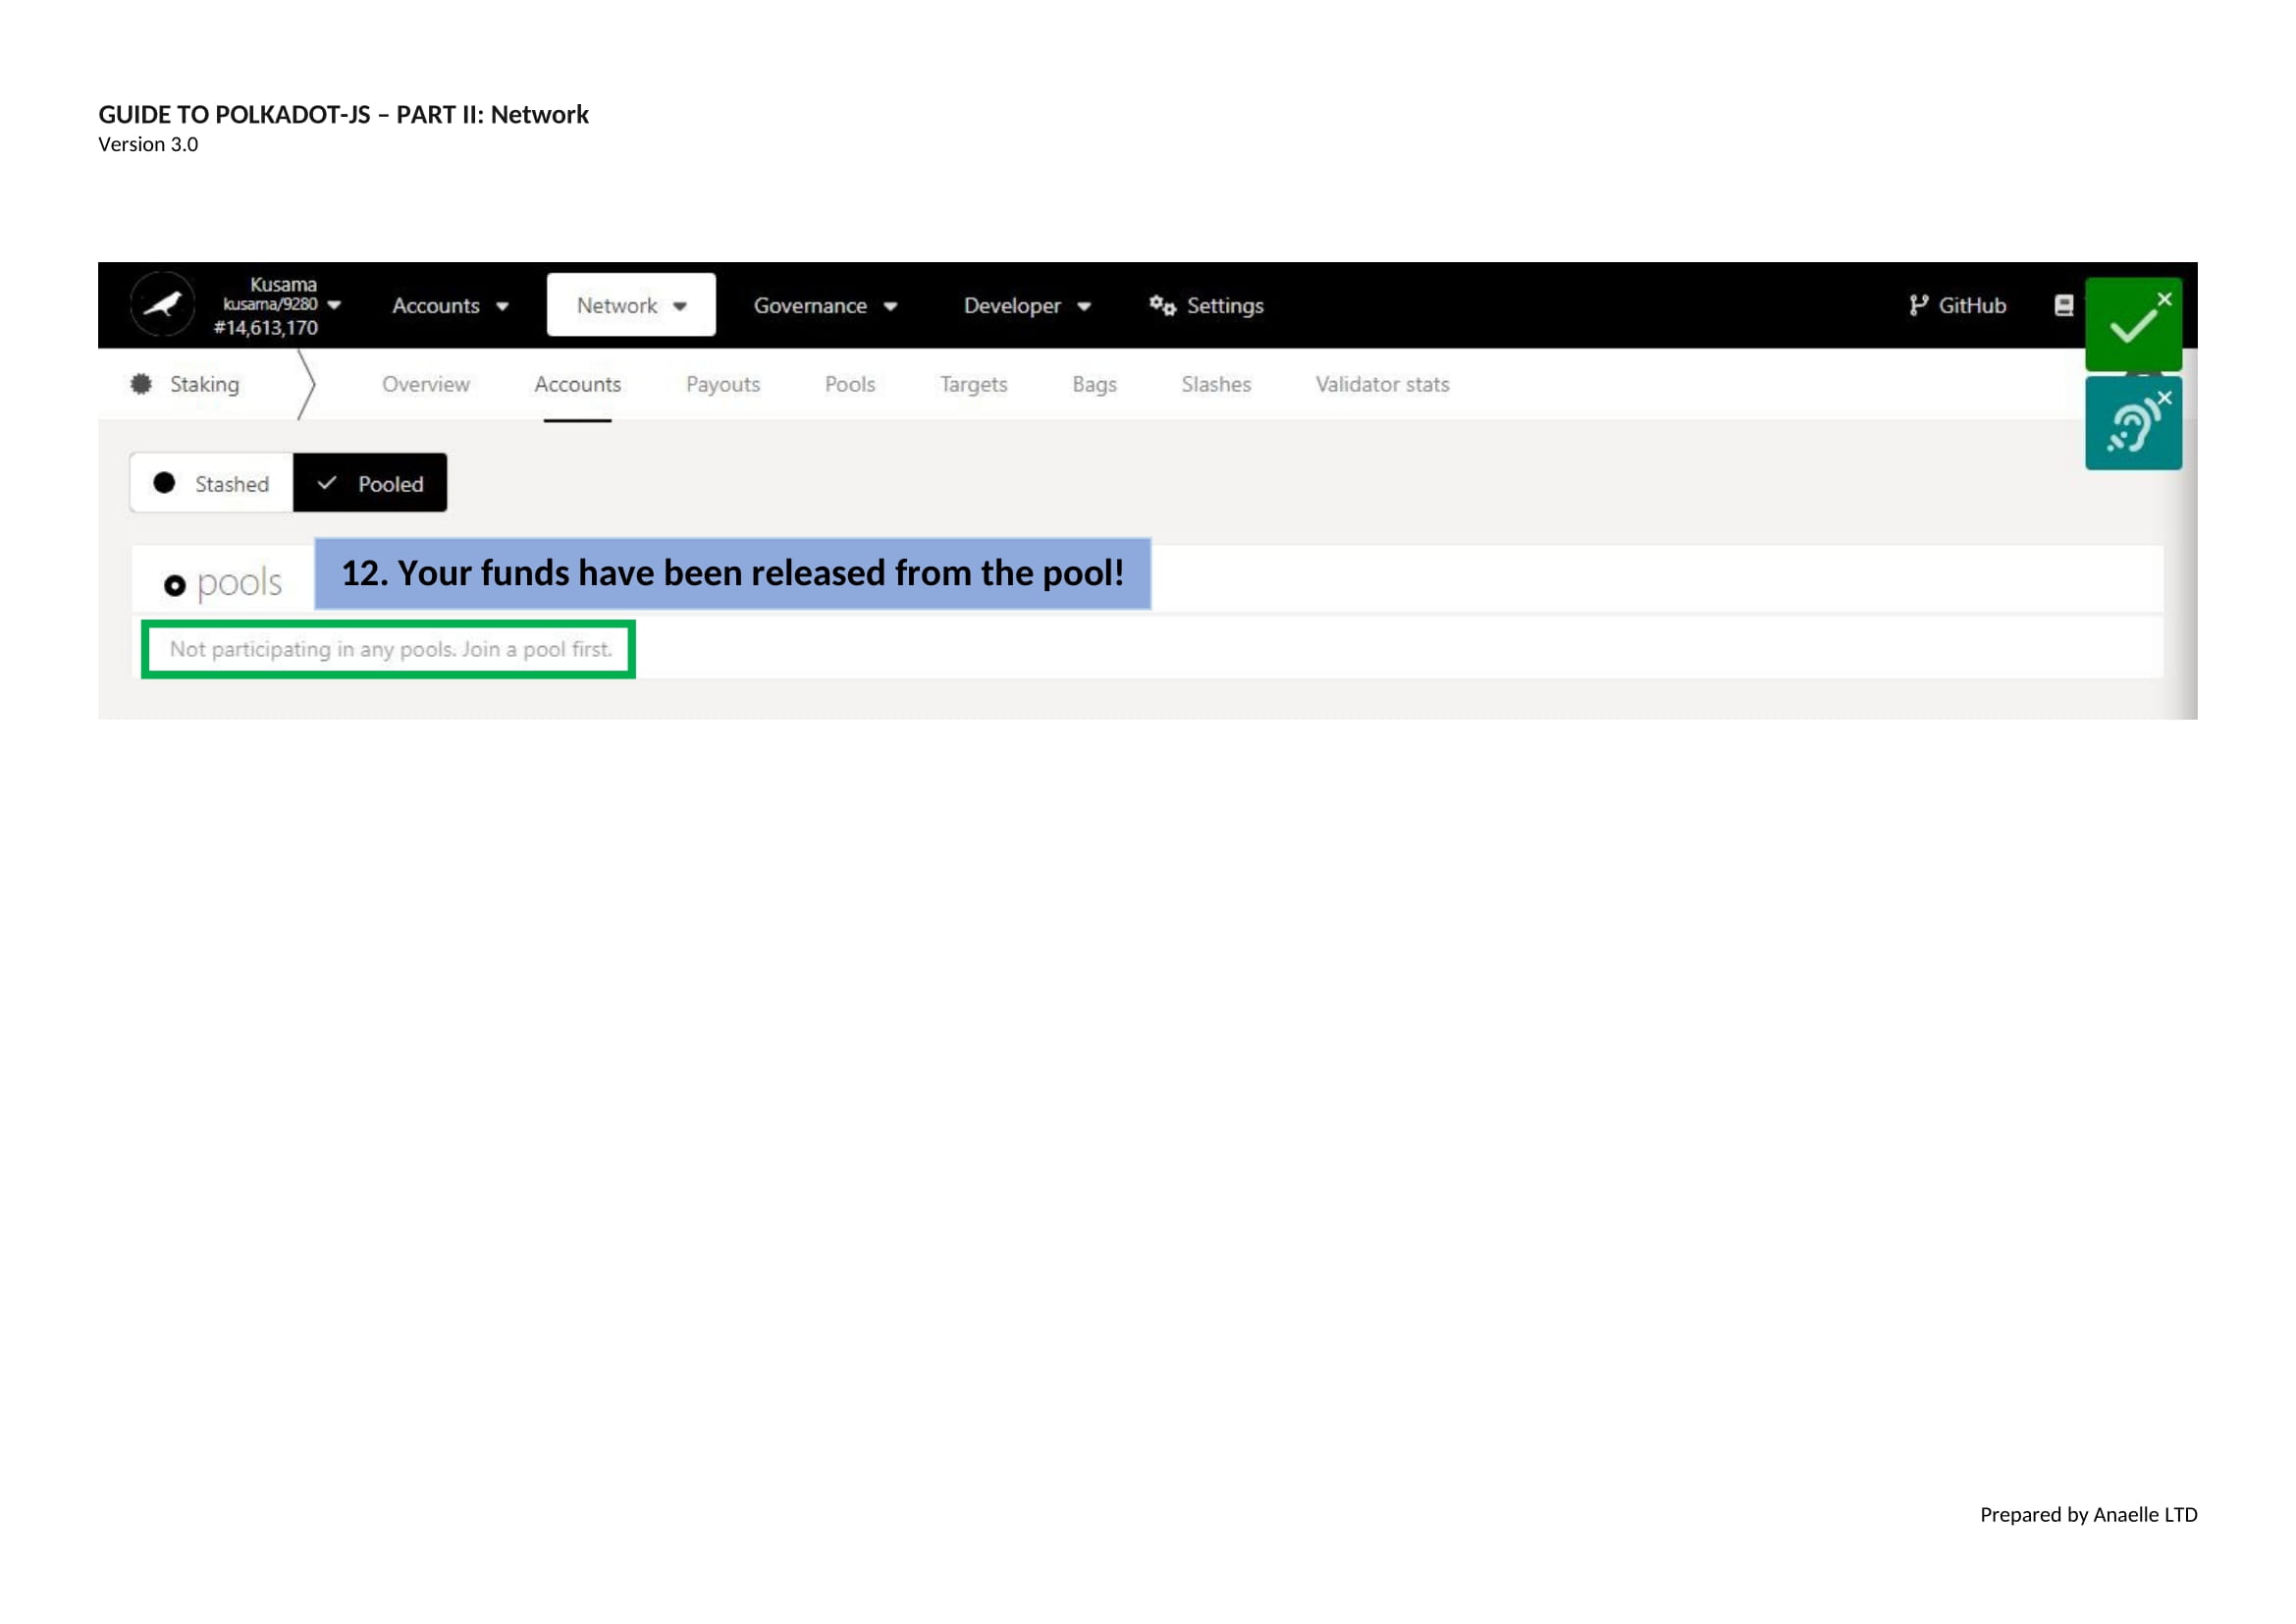 GUIDE TO POLKADOT-JS – PART II: Network
Version 3.0
Kusama
kusama/9280
#14,613,170
Accounts
Network
Governance
Developer
Settings
GitHub
Staking
Overview
Accounts
Payouts
Pools
Targets
Bags
Slashes
Validator stats
Stashed
Pooled
pools
12. Your funds have been released from the pool!
Not participating in any pools. Join a pool first.
Prepared by Anaelle LTD